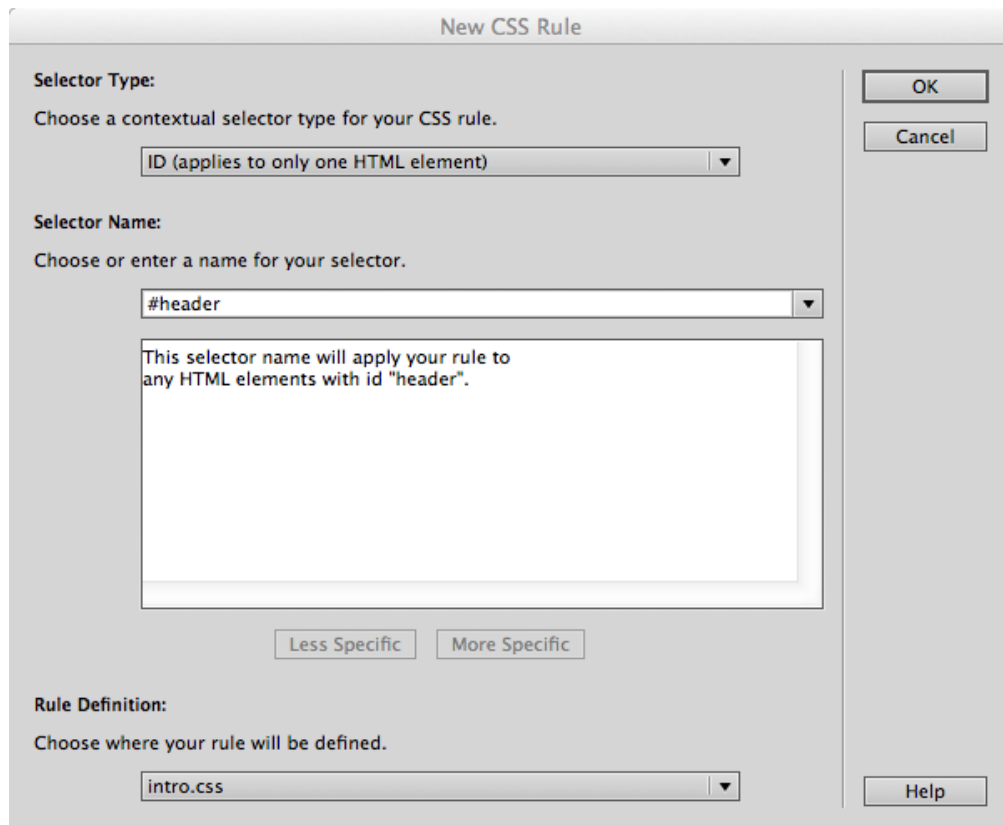 New CSS Rule
Selector Type:
OK
Choose a contextual selector type for your CSS rule.
Cancel
ID (applies to only one HTML element)
Selector Name:
Choose or enter a name for your selector.
#header
This selector name will apply your rule to
any HTML elements with id "header".
Less Specific
More Specific
Rule Definition:
Choose where your rule will be defined.
intro.css
Help